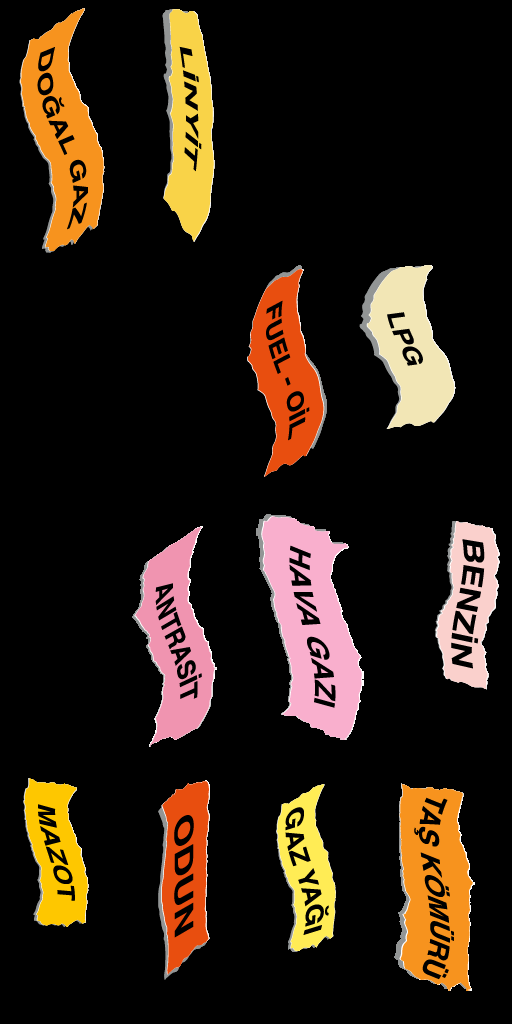 DOĞAL GAZ
LİNYİT
FUEL - OİL
LPG
ANTRASİT
HAVA GAZI
BENZİN
MAZOT
ODUN
GAZ YAĞI
TAŞ KÖMÜRÜ